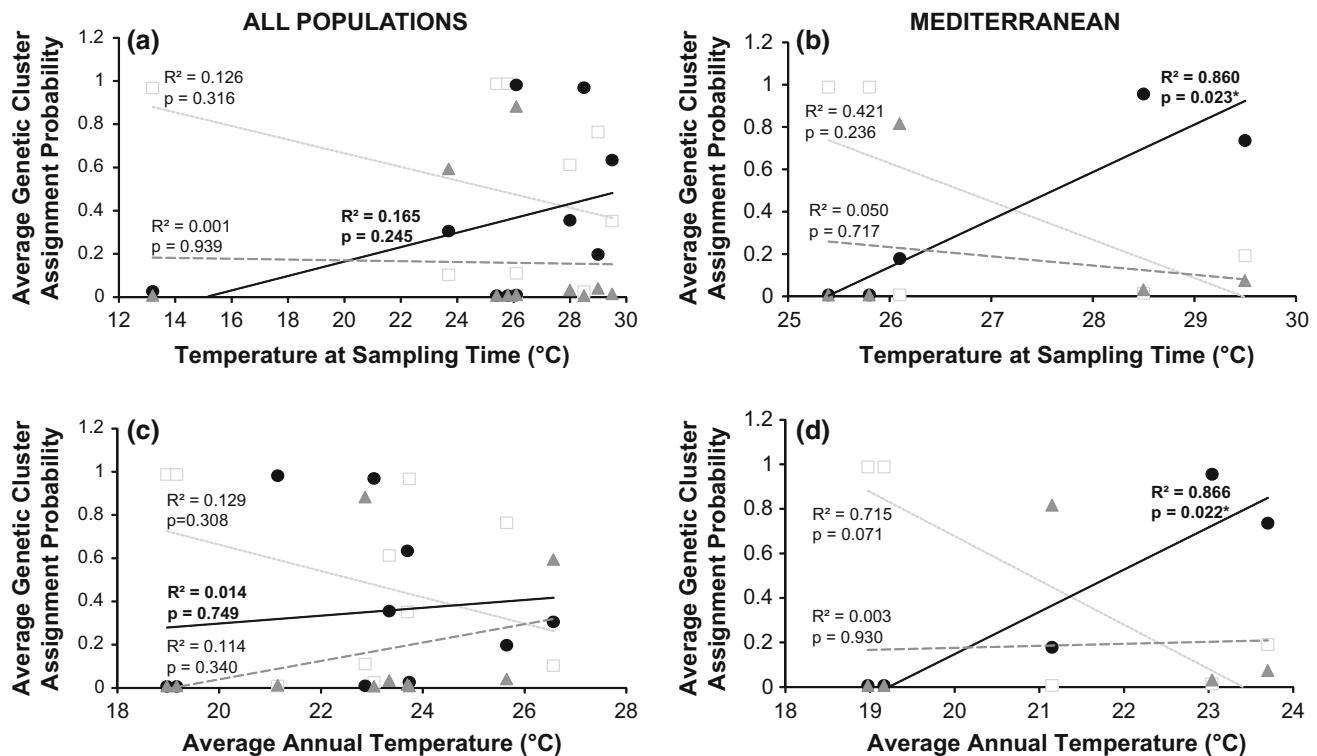 ALL POPULATIONS
MEDITERRANEAN
(a)
Average Genetic Cluster
Assignment Probability
1.2
1
0.8
0.6
0.4
0.2
0
R² = 0.126
p = 0.316
R² = 0.001
p = 0.939
R² = 0.165
p = 0.245
12 14 16 18 20 22 24 26 28 30
Temperature at Sampling Time (°C)
(b)
Average Genetic Cluster
Assignment Probability
1.2
1
0.8
0.6
0.4
0.2
0
R² = 0.860
p = 0.023*
R² = 0.421
p = 0.236
R² = 0.050
p = 0.717
25 26 27 28 29 30
Temperature at Sampling Time (°C)
(c)
Average Genetic Cluster
Assignment Probability
1.2
1
0.8
0.6
0.4
0.2
0
R² = 0.129
p=0.308
R² = 0.014
p = 0.749
R² = 0.114
p = 0.340
18 20 22 24 26 28
Average Annual Temperature (°C)
(d)
Average Genetic Cluster
Assignment Probability
1.2
1
0.8
0.6
0.4
0.2
0
R² = 0.866
p = 0.022*
R² = 0.715
p = 0.071
R² = 0.003
p = 0.930
18 19 20 21 22 23 24
Average Annual Temperature (°C)